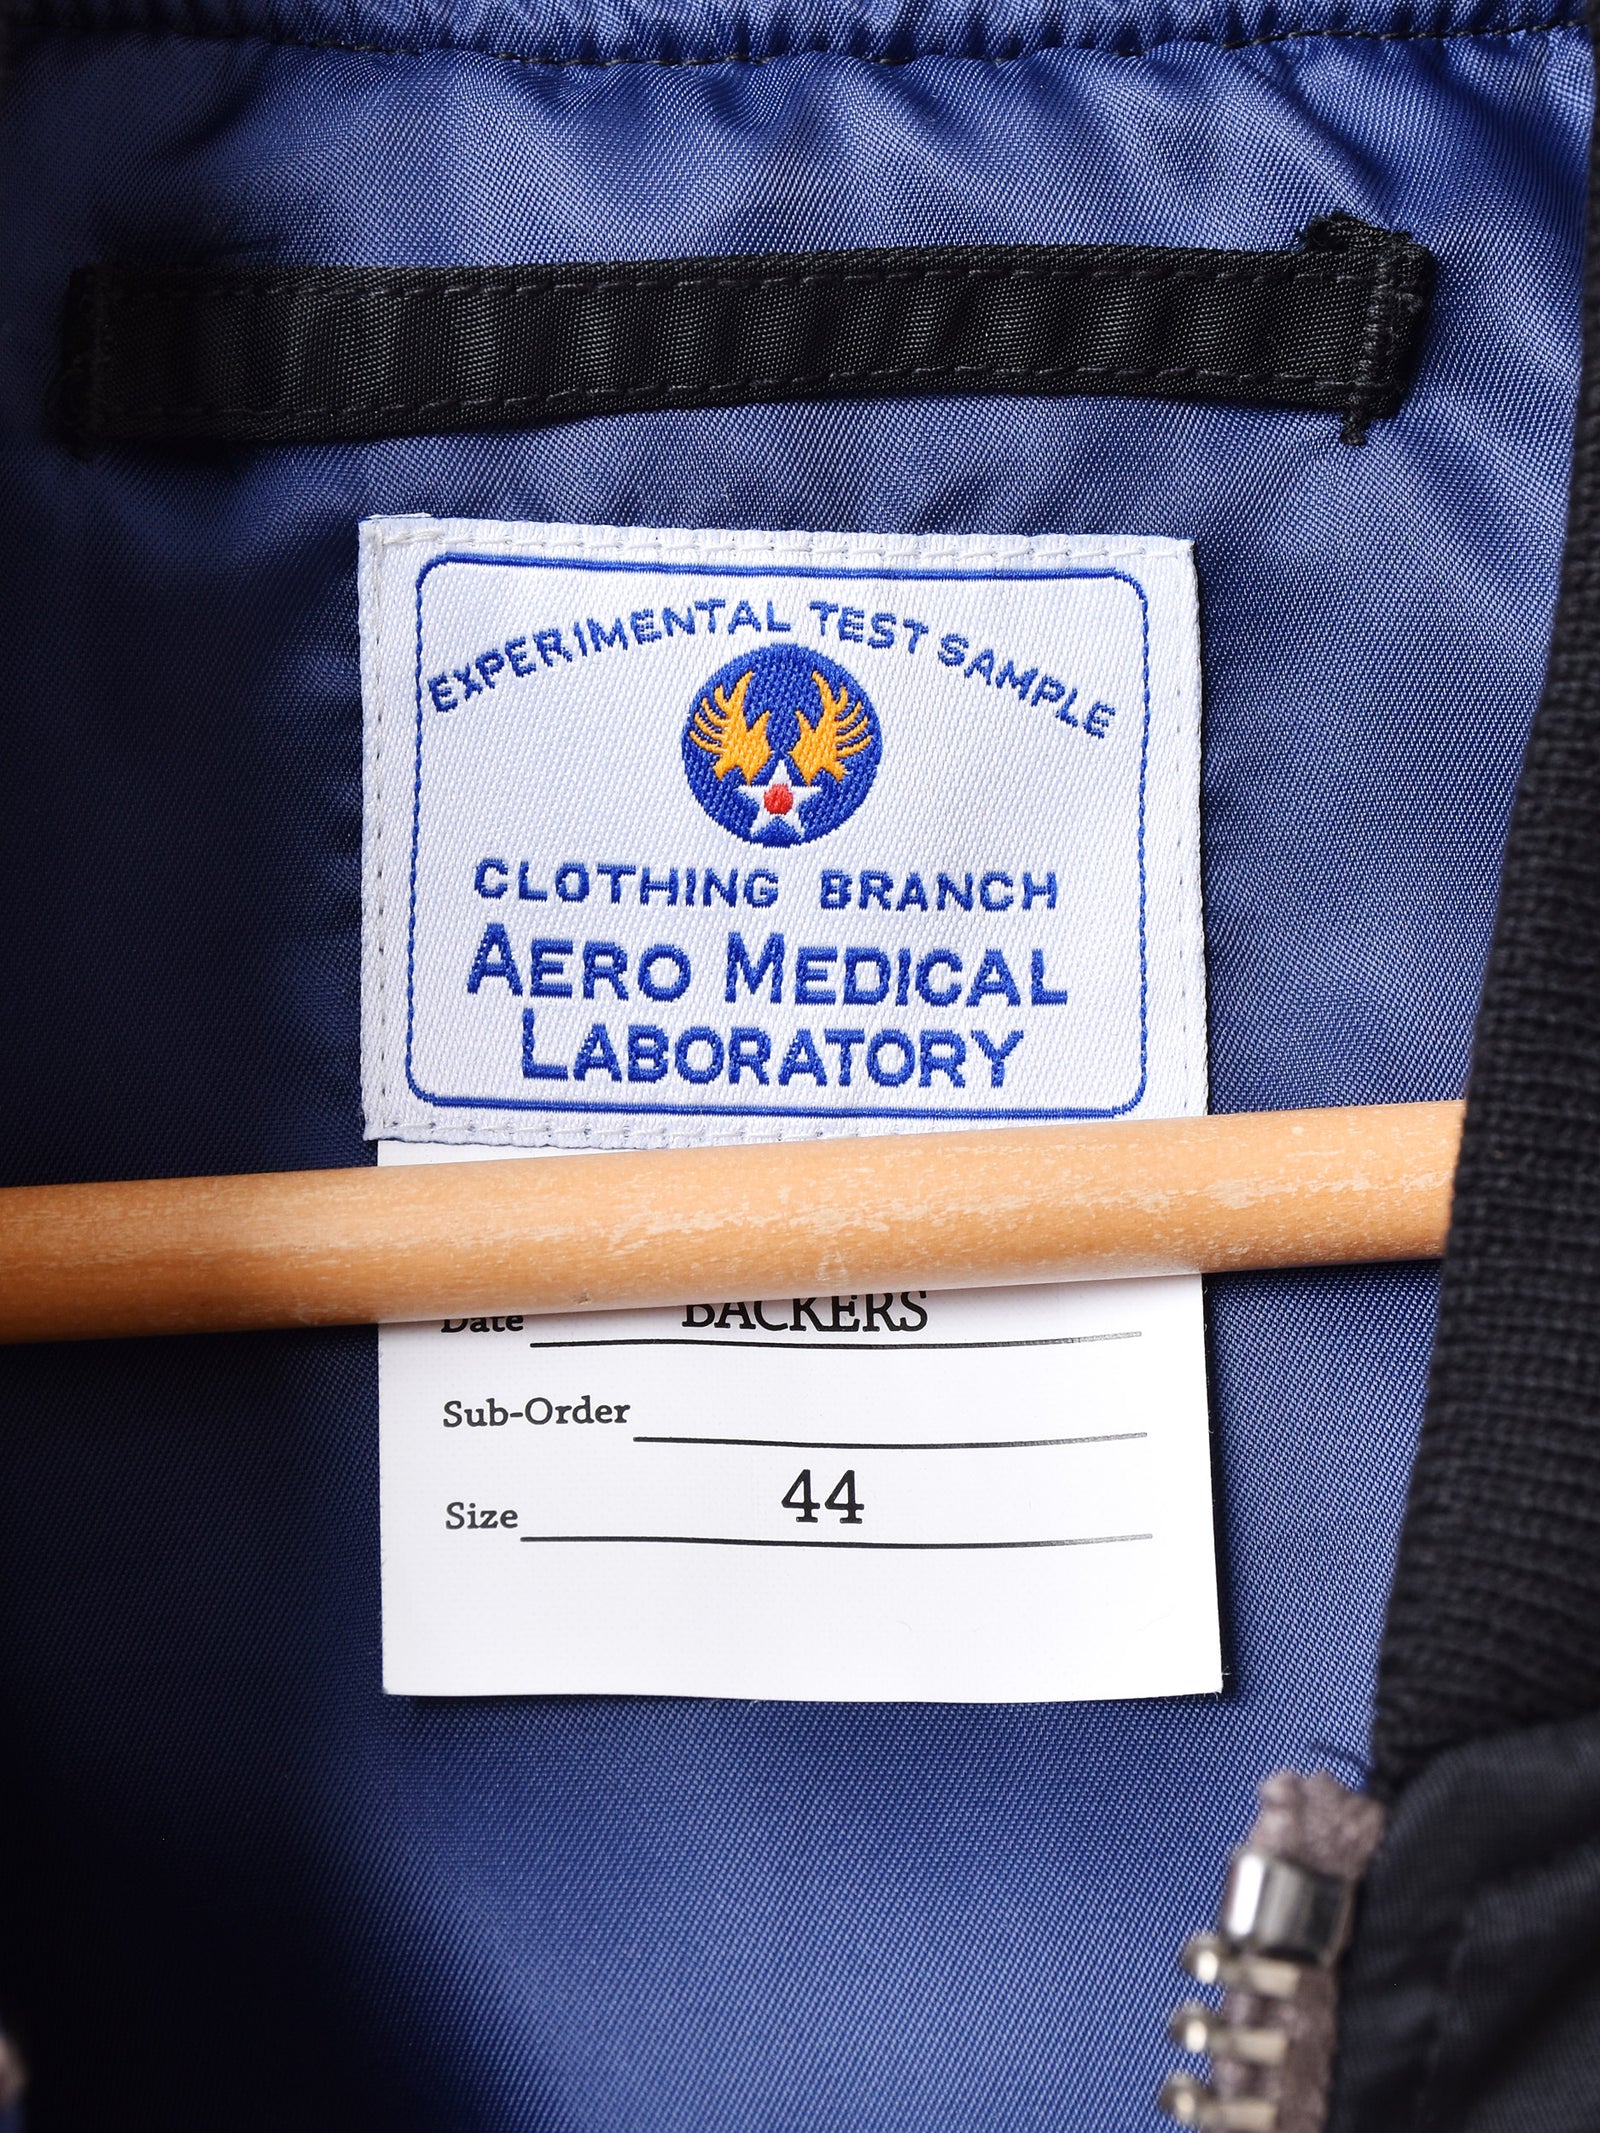 EXPERIMENTAL TEST SAMPLE
CLOTHING BRANCH
AERO MEDICAL
LABORATORY
Date BACKERS
Sub-Order
Size 44